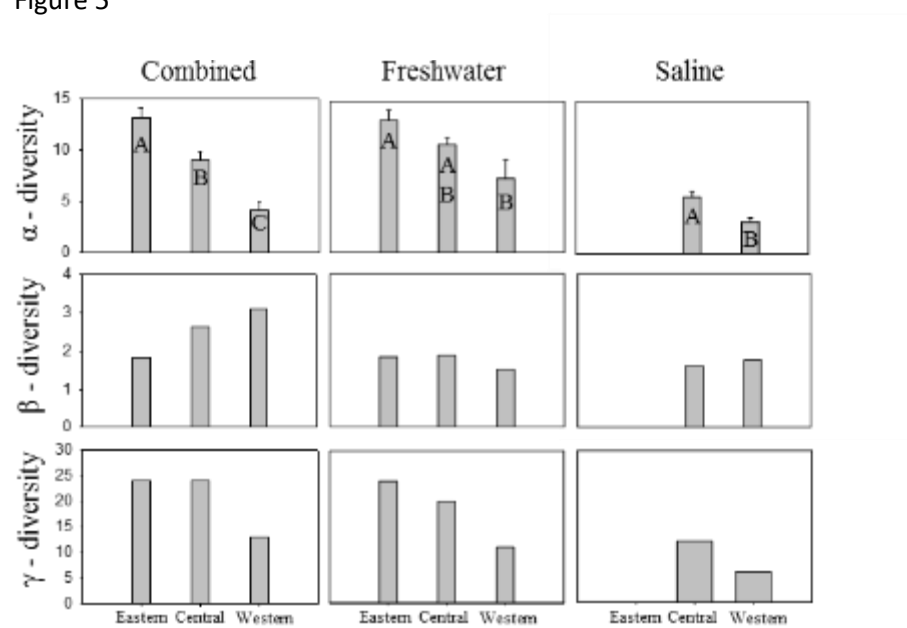 Figure 5
Combined Freshwater Saline
α - diversity
15
10
5
0
A
B
C
A
A
B
B
A
B
β - diversity
4
3
2
1
0
γ - diversity
30
25
20
15
10
5
0
Eastern Central Western Eastern Central Western Eastern Central Western